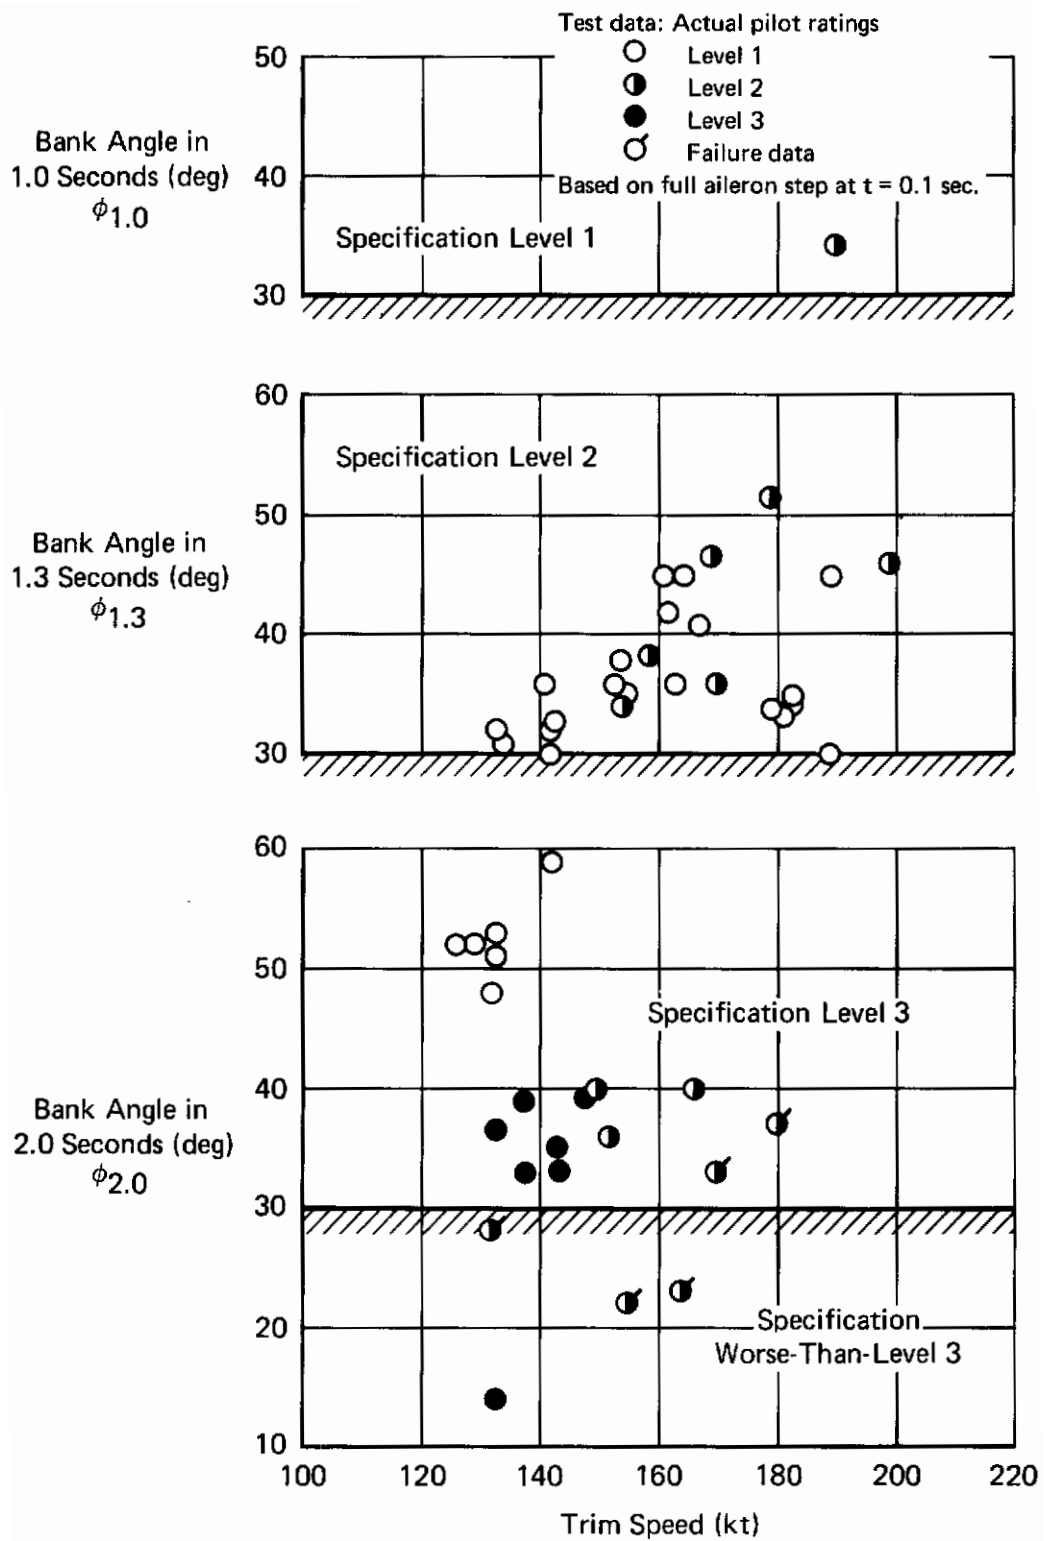 Test data: Actual pilot ratings
Level 1
Level 2
Level 3
Failure data
Based on full aileron step at t = 0.1 sec.
50
40
30
Bank Angle in
1.0 Seconds (deg)
ϕ1.0
Specification Level 1
60
50
40
30
Bank Angle in
1.3 Seconds (deg)
ϕ1.3
Specification Level 2
60
50
40
30
20
10
Bank Angle in
2.0 Seconds (deg)
ϕ2.0
Specification Level 3
Specification
Worse-Than-Level 3
100 120 140 160 180 200 220
Trim Speed (kt)